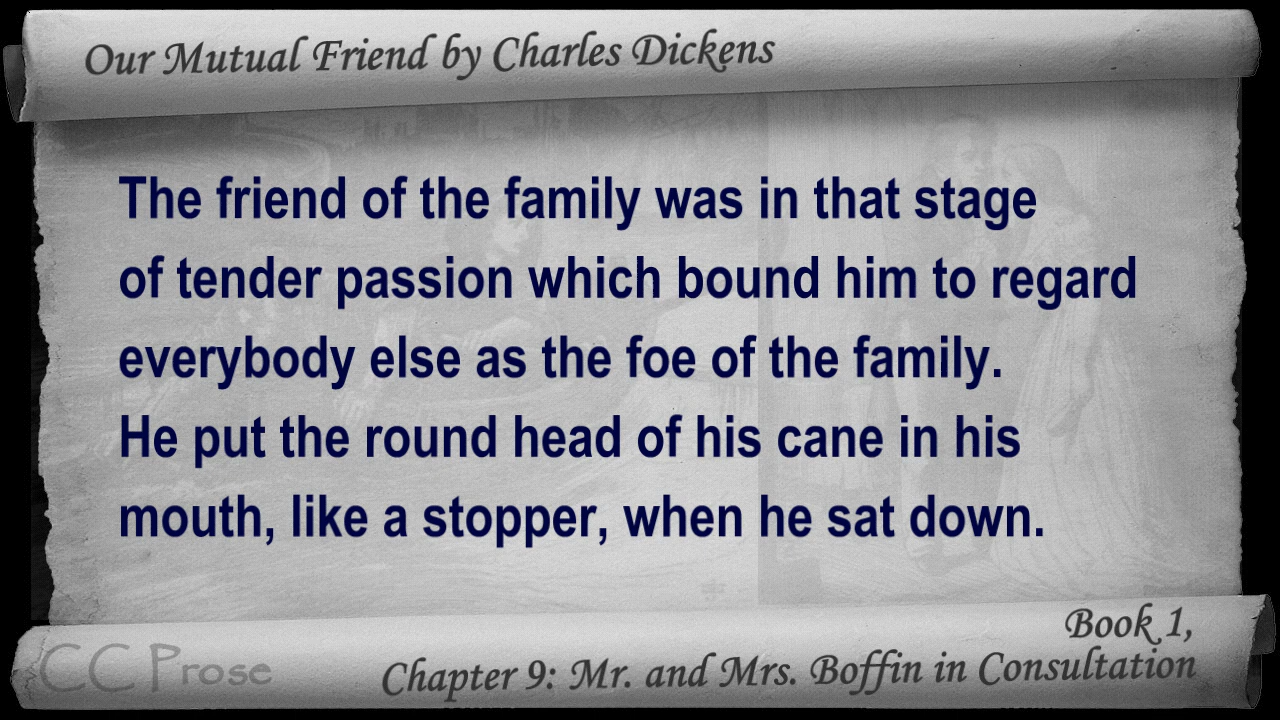 Our Mutual Friend by Charles Dickens
The friend of the family was in that stage
of tender passion which bound him to regard
everybody else as the foe of the family.
He put the round head of his cane in his
mouth, like a stopper, when he sat down.
Book 1,
CC Prose
Chapter 9: Mr. and Mrs. Boffin in Consultation